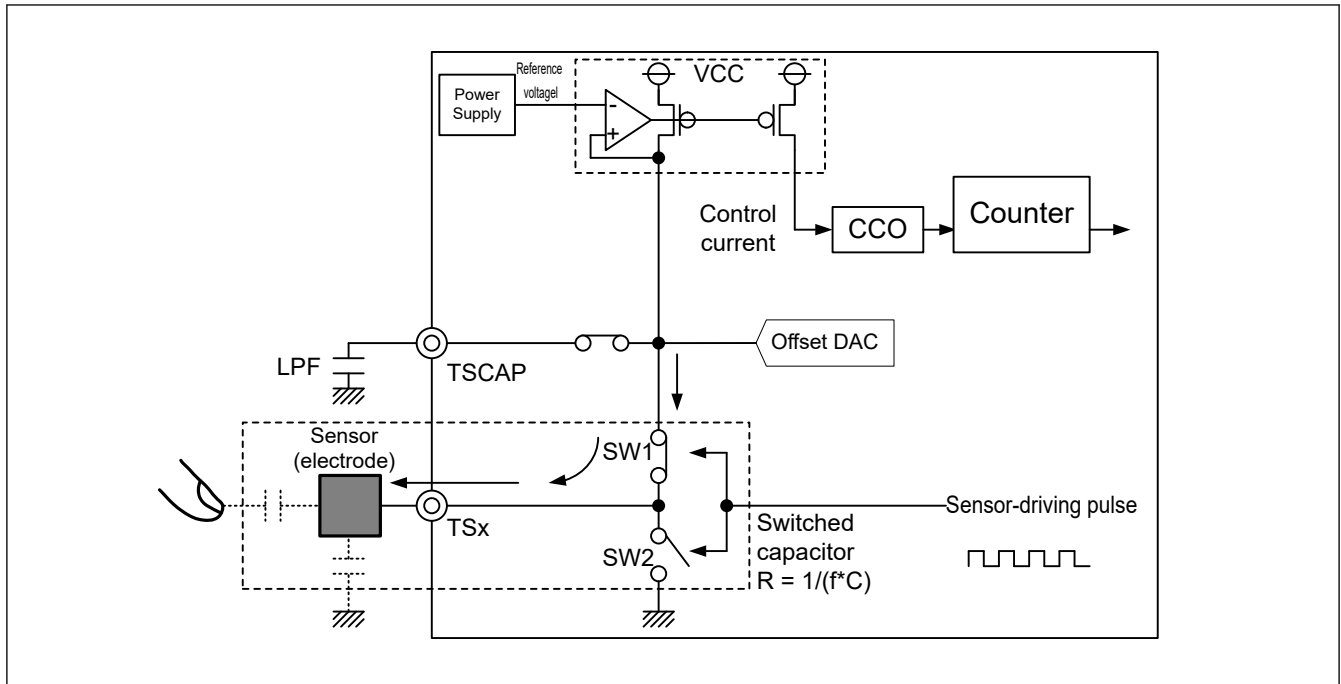 Reference
voltagel
VCC
Power
Supply
-
+
Control
current
CCO
Counter
LPF
TSCAP
Offset DAC
Sensor
(electrode)
SW1
TSx
SW2
Switched
capacitor
R = 1/(f*C)
Sensor-driving pulse